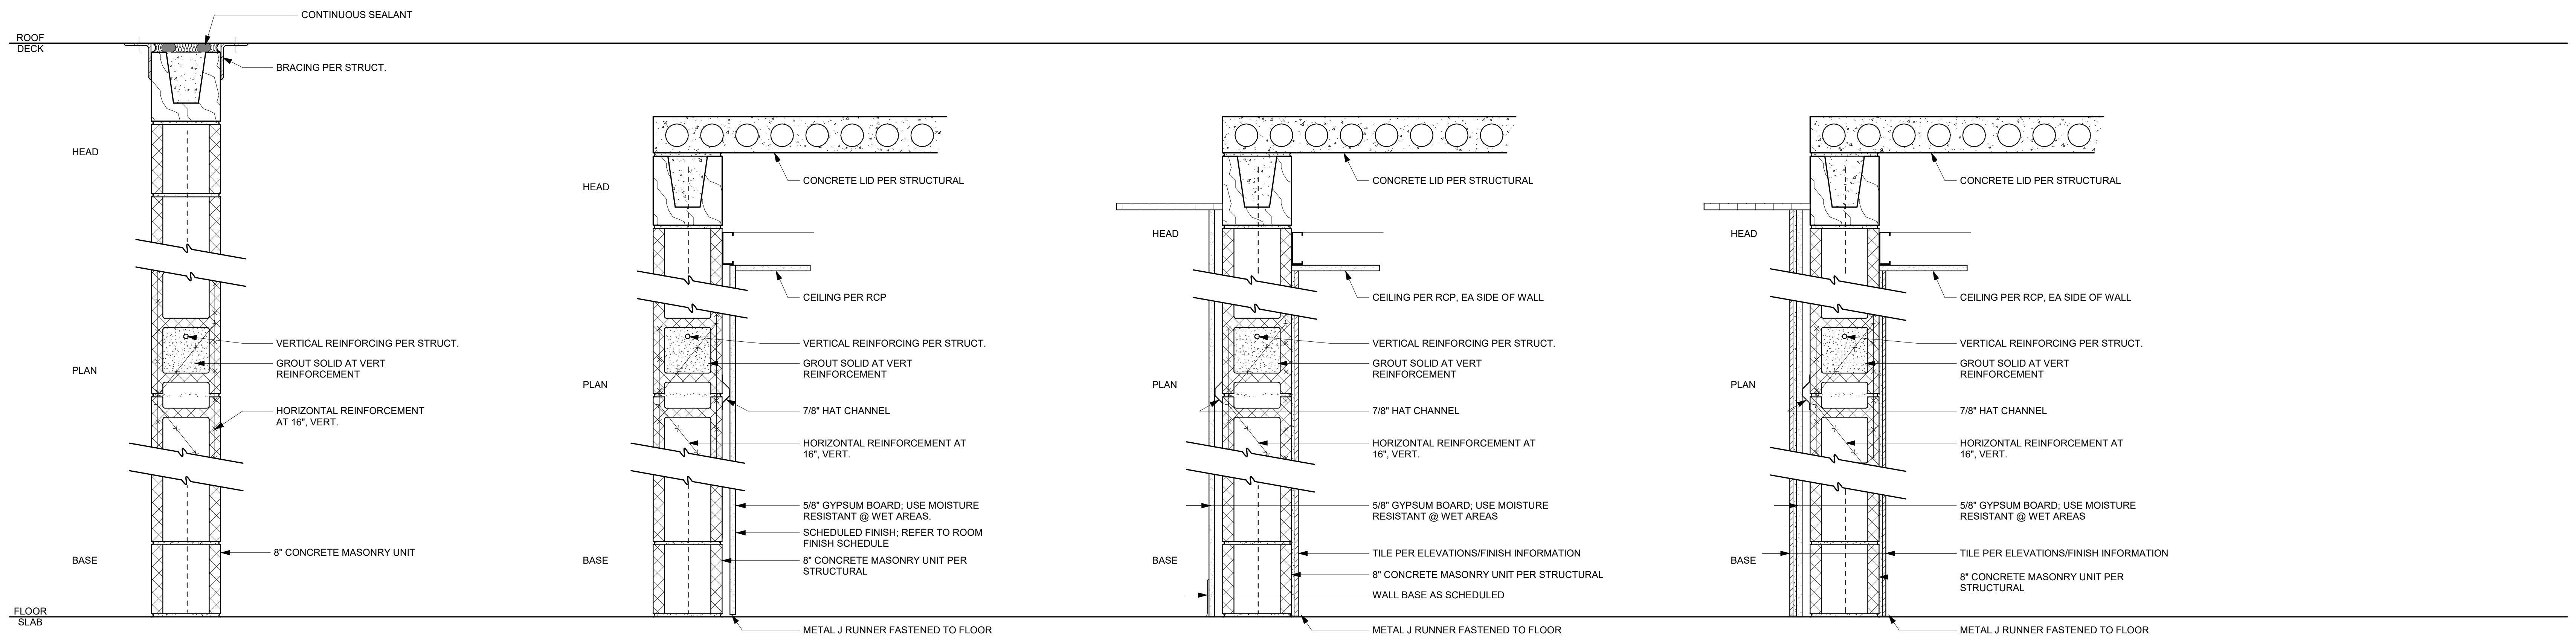 CONTINUOUS SEALANT
ROOF
DECK
BRACING PER STRUCT.
HEAD
VERTICAL REINFORCING PER STRUCT.
GROUT SOLID AT VERT
REINFORCEMENT
PLAN
HORIZONTAL REINFORCEMENT
AT 16", VERT.
8" CONCRETE MASONRY UNIT
BASE
FLOOR
SLAB
CONCRETE LID PER STRUCTURAL
HEAD
CEILING PER RCP
VERTICAL REINFORCING PER STRUCT.
GROUT SOLID AT VERT
REINFORCEMENT
PLAN
7/8" HAT CHANNEL
HORIZONTAL REINFORCEMENT AT
16", VERT.
5/8" GYPSUM BOARD; USE MOISTURE
RESISTANT @ WET AREAS.
SCHEDULED FINISH; REFER TO ROOM
FINISH SCHEDULE
BASE
8" CONCRETE MASONRY UNIT PER
STRUCTURAL
METAL J RUNNER FASTENED TO FLOOR
CONCRETE LID PER STRUCTURAL
HEAD
CEILING PER RCP, EA SIDE OF WALL
VERTICAL REINFORCING PER STRUCT.
GROUT SOLID AT VERT
REINFORCEMENT
PLAN
7/8" HAT CHANNEL
HORIZONTAL REINFORCEMENT AT
16", VERT.
5/8" GYPSUM BOARD; USE MOISTURE
RESISTANT @ WET AREAS
TILE PER ELEVATIONS/FINISH INFORMATION
BASE
8" CONCRETE MASONRY UNIT PER STRUCTURAL
WALL BASE AS SCHEDULED
METAL J RUNNER FASTENED TO FLOOR
CONCRETE LID PER STRUCTURAL
HEAD
CEILING PER RCP, EA SIDE OF WALL
VERTICAL REINFORCING PER STRUCT.
GROUT SOLID AT VERT
REINFORCEMENT
PLAN
7/8" HAT CHANNEL
HORIZONTAL REINFORCEMENT AT
16", VERT.
5/8" GYPSUM BOARD; USE MOISTURE
RESISTANT @ WET AREAS
TILE PER ELEVATIONS/FINISH INFORMATION
BASE
8" CONCRETE MASONRY UNIT PER
STRUCTURAL
METAL J RUNNER FASTENED TO FLOOR